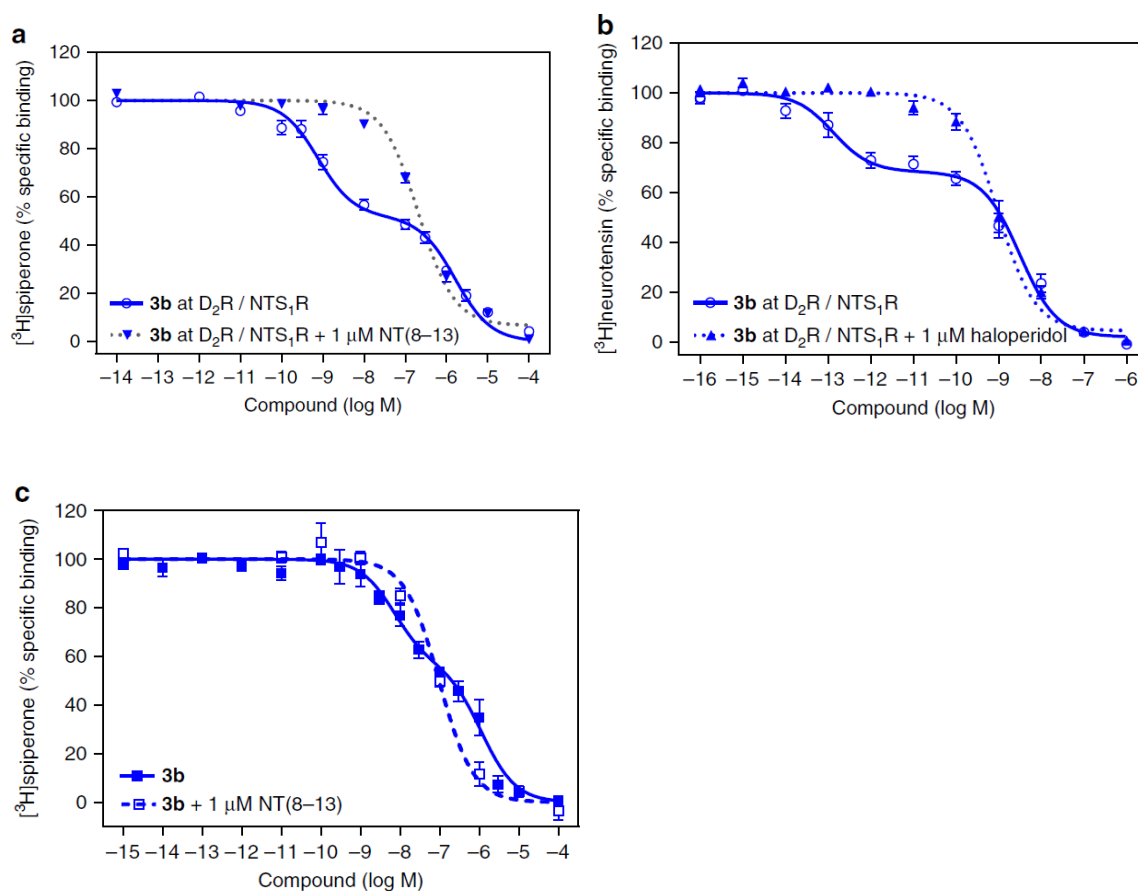 a
120
100
80
60
40
20
0
[³H]spiperone (% specific binding)
3b at D₂R / NTS₁R
3b at D₂R / NTS₁R + 1 μM NT(8–13)
–14 –13 –12 –11 –10 –9 –8 –7 –6 –5 –4
Compound (log M)
b
120
100
80
60
40
20
0
[³H]neurotensin (% specific binding)
3b at D₂R / NTS₁R
3b at D₂R / NTS₁R + 1 μM haloperidol
–16 –15 –14 –13 –12 –11 –10 –9 –8 –7 –6
Compound (log M)
c
120
100
80
60
40
20
0
[³H]spiperone (% specific binding)
3b
3b + 1 μM NT(8–13)
–15 –14 –13 –12 –11 –10 –9 –8 –7 –6 –5 –4
Compound (log M)